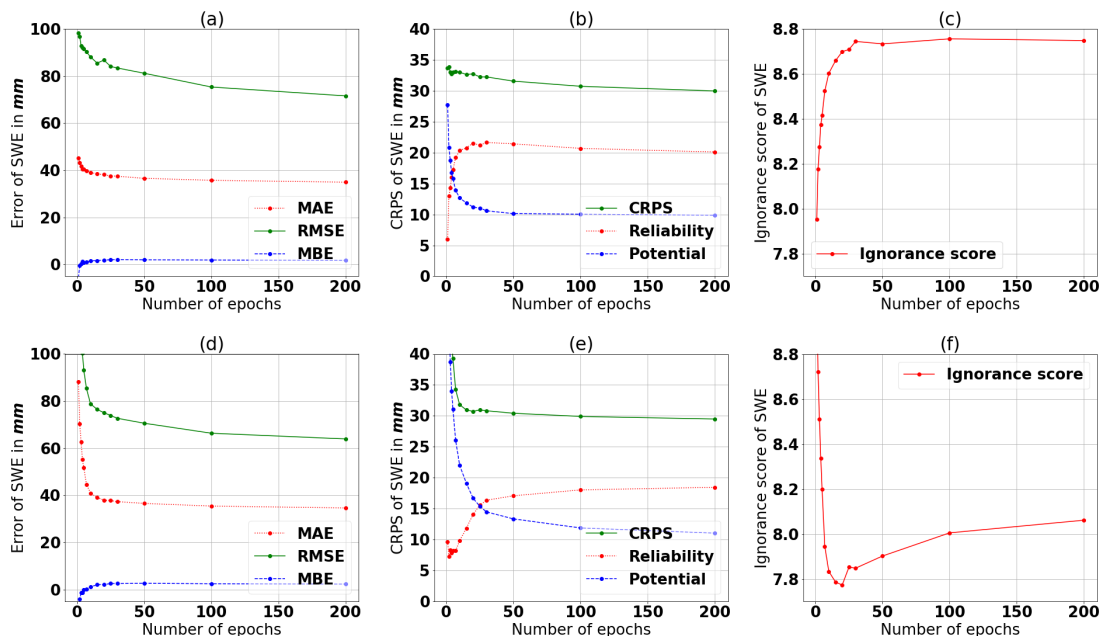 (a)
Error of SWE in mm
100
80
60
40
20
0
MAE
RMSE
MBE
0 50 100 150 200
Number of epochs
(b)
CRPS of SWE in mm
40
35
30
25
20
15
10
5
0
CRPS
Reliability
Potential
0 50 100 150 200
Number of epochs
(c)
Ignorance score of SWE
8.8
8.6
8.4
8.2
8.0
7.8
Ignorance score
0 50 100 150 200
Number of epochs
(d)
Error of SWE in mm
100
80
60
40
20
0
MAE
RMSE
MBE
0 50 100 150 200
Number of epochs
(e)
CRPS of SWE in mm
40
35
30
25
20
15
10
5
0
CRPS
Reliability
Potential
0 50 100 150 200
Number of epochs
(f)
Ignorance score of SWE
8.8
8.6
8.4
8.2
8.0
7.8
Ignorance score
0 50 100 150 200
Number of epochs